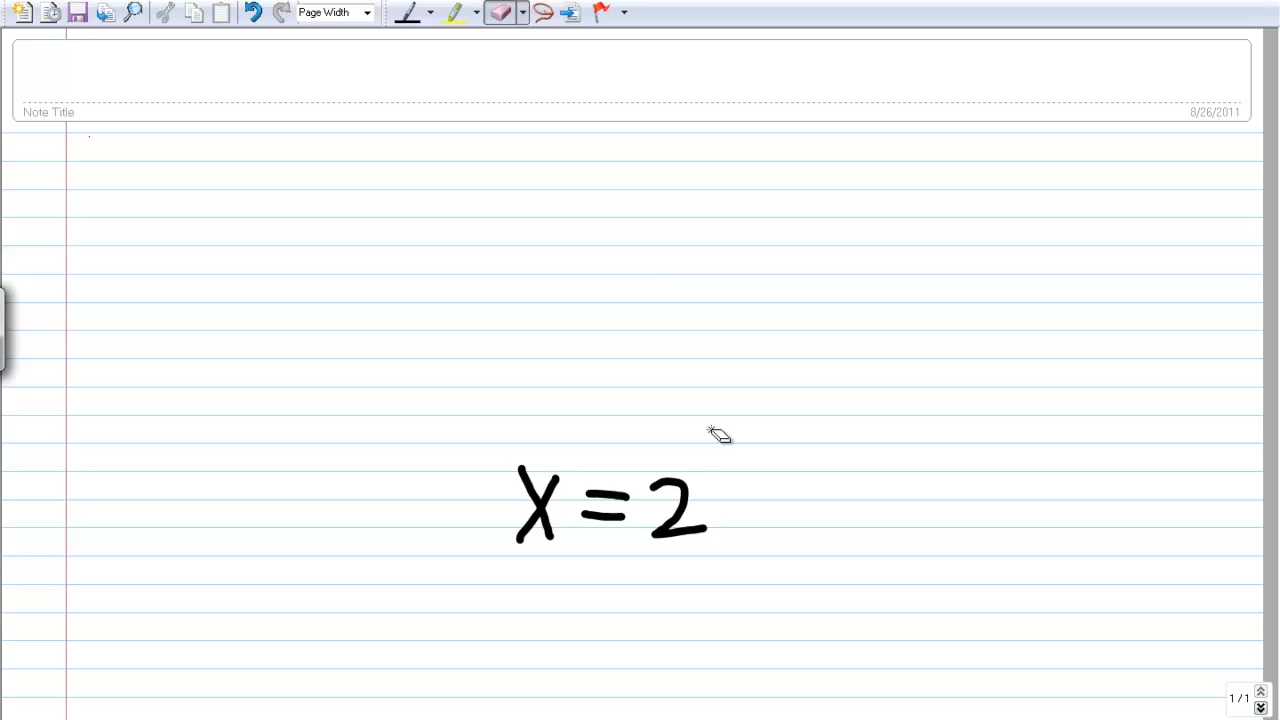 Page Width
Note Title
8/26/2011
X = 2
1 / 1